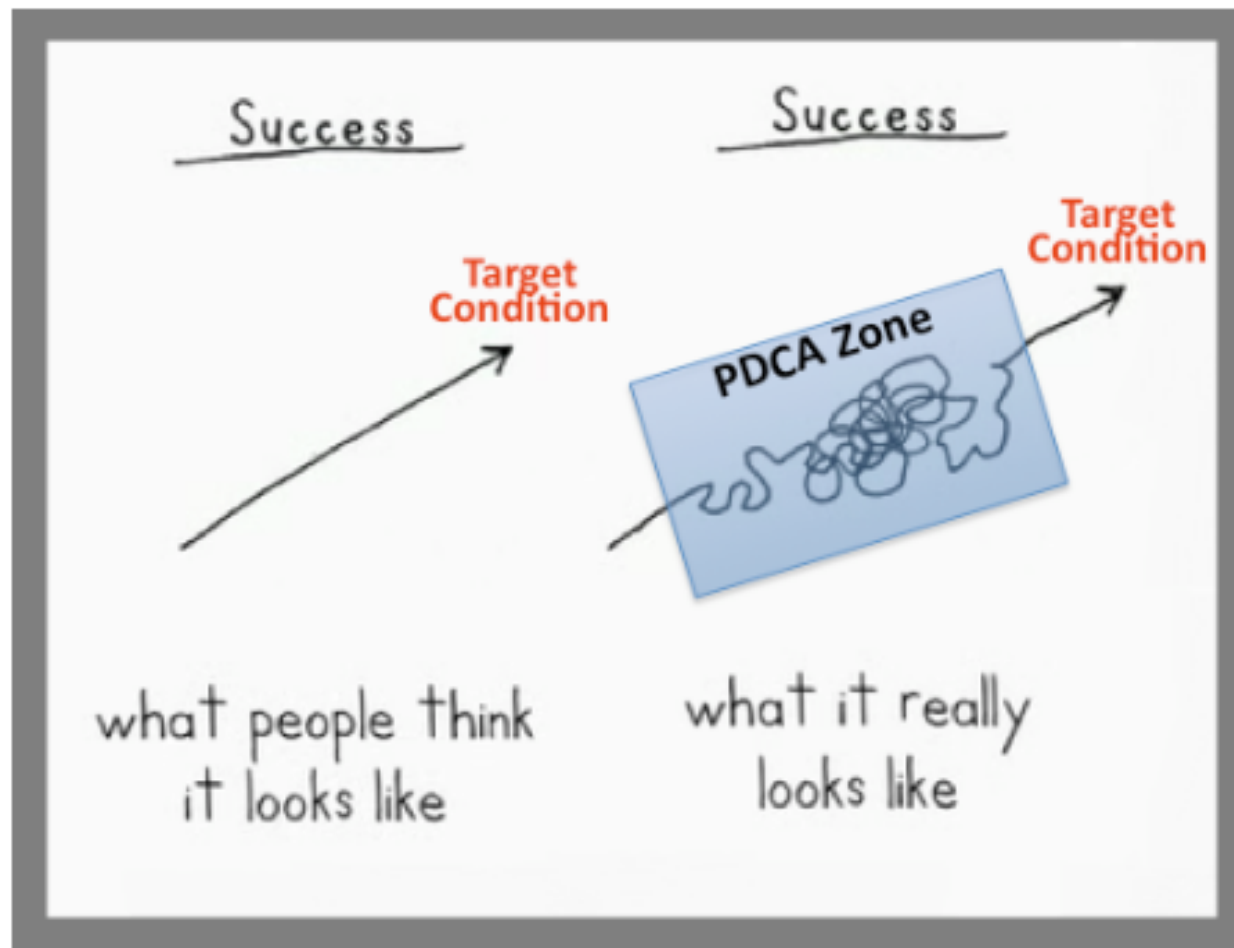 Success
Target
Condition
what people think
it looks like
Success
Target
Condition
PDCA Zone
what it really
looks like